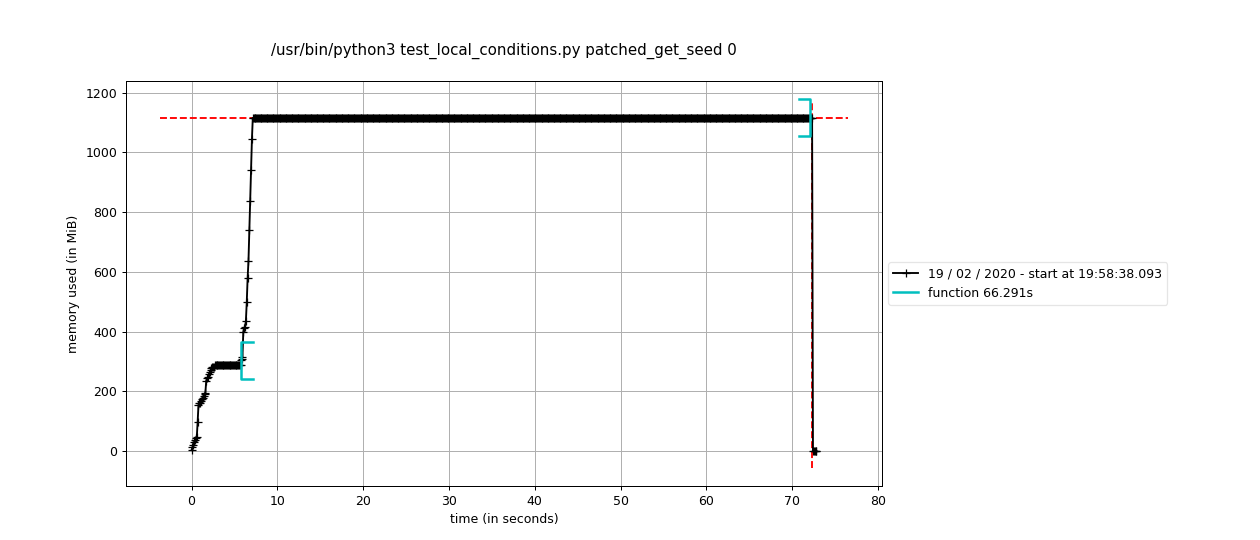 /usr/bin/python3 test_local_conditions.py patched_get_seed 0
1200
1000
800
600
400
200
0
memory used (in MiB)
0 10 20 30 40 50 60 70 80
time (in seconds)
19 / 02 / 2020 - start at 19:58:38.093
function 66.291s